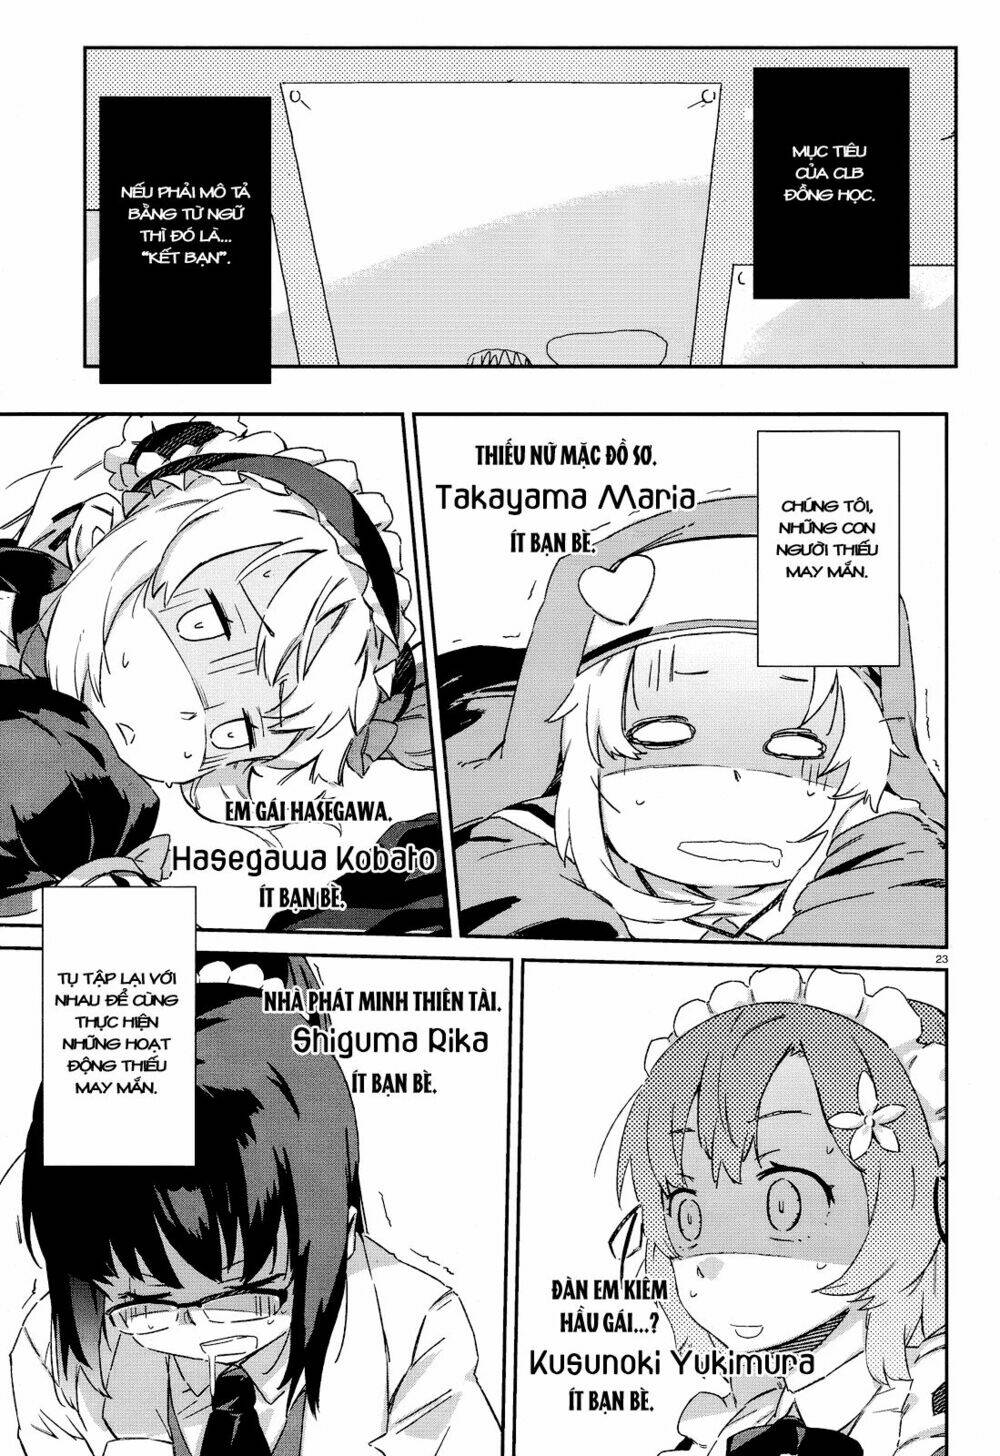 MỤC TIÊU
CỦA CLB
ĐỒNG HỌC.
NẾU PHẢI MÔ TẢ
BẰNG TỪ NGỮ
THÌ ĐÓ LÀ...
“KẾT BẠN”.
CHÚNG TÔI,
NHỮNG CON
NGƯỜI THIẾU
MAY MẮN.
THIẾU NỮ MẶC ĐỒ SƠ.
Takayama Maria
ÍT BẠN BÈ.
EM GÁI HASEGAWA.
Hasegawa Kobato
ÍT BẠN BÈ.
23
TỤ TẬP LẠI VỚI
NHAU ĐỂ CÙNG
THỰC HIỆN
NHỮNG HOẠT
ĐỘNG THIẾU
MAY MẮN.
NHÀ PHÁT MINH THIÊN TÀI.
Shiguma Rika
ÍT BẠN BÈ.
ĐÀN EM KIÊM
HẦU GÁI...?
Kusunoki Yukimura
ÍT BẠN BÈ.